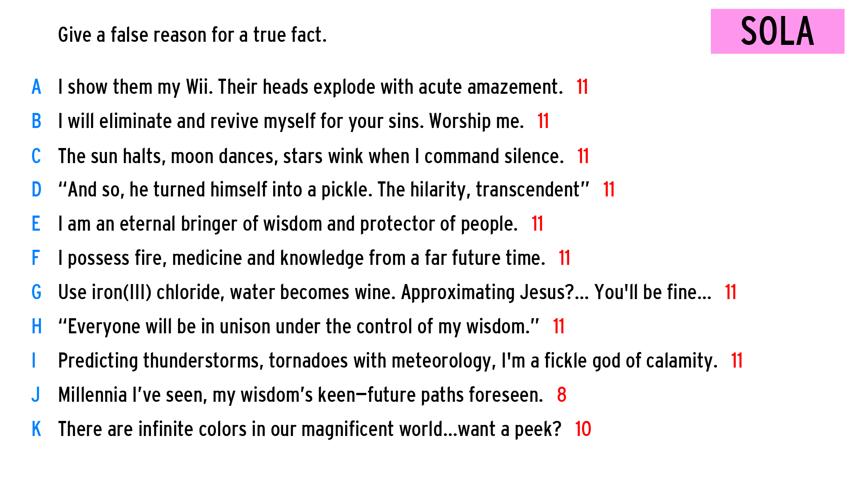 Give a false reason for a true fact.
SOLA
A I show them my Wii. Their heads explode with acute amazement. 11
B I will eliminate and revive myself for your sins. Worship me. 11
C The sun halts, moon dances, stars wink when I command silence. 11
D “And so, he turned himself into a pickle. The hilarity, transcendent” 11
E I am an eternal bringer of wisdom and protector of people. 11
F I possess fire, medicine and knowledge from a far future time. 11
G Use iron(III) chloride, water becomes wine. Approximating Jesus?... You'll be fine... 11
H “Everyone will be in unison under the control of my wisdom.” 11
I Predicting thunderstorms, tornadoes with meteorology, I'm a fickle god of calamity. 11
J Millennia I’ve seen, my wisdom’s keen—future paths foreseen. 8
K There are infinite colors in our magnificent world...want a peek? 10